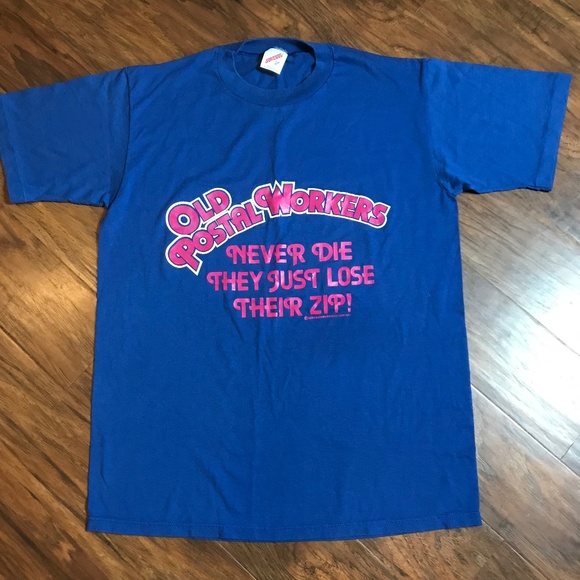 OLD
POSTAL WORKERS
NEVER DIE
THEY JUST LOSE
THEIR ZIP!